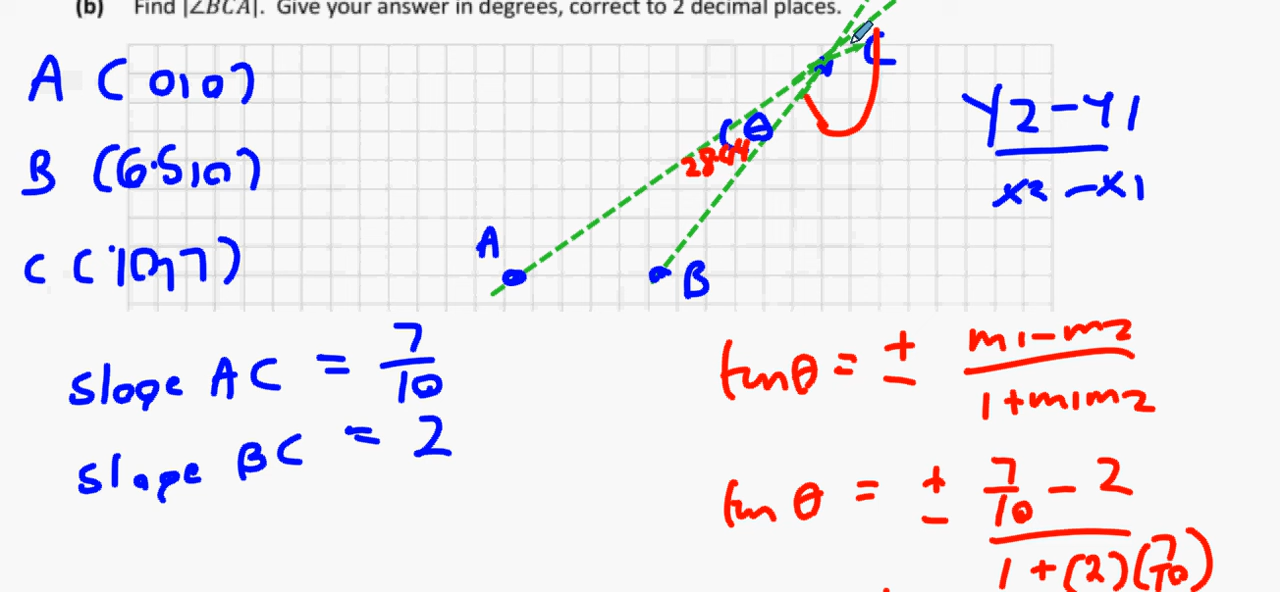 (b) Find |∠BCA|. Give your answer in degrees, correct to 2 decimal places.
A (0,0)
B (6.5,0)
C (10,7)
A
B
C
θ
28.44
y2-y1
x2-x1
slope AC = 7/10
slope BC = 2
tanθ = ± m1-m2
1+m1m2
tan θ = ± 7/10 - 2
1+(2)(7/10)